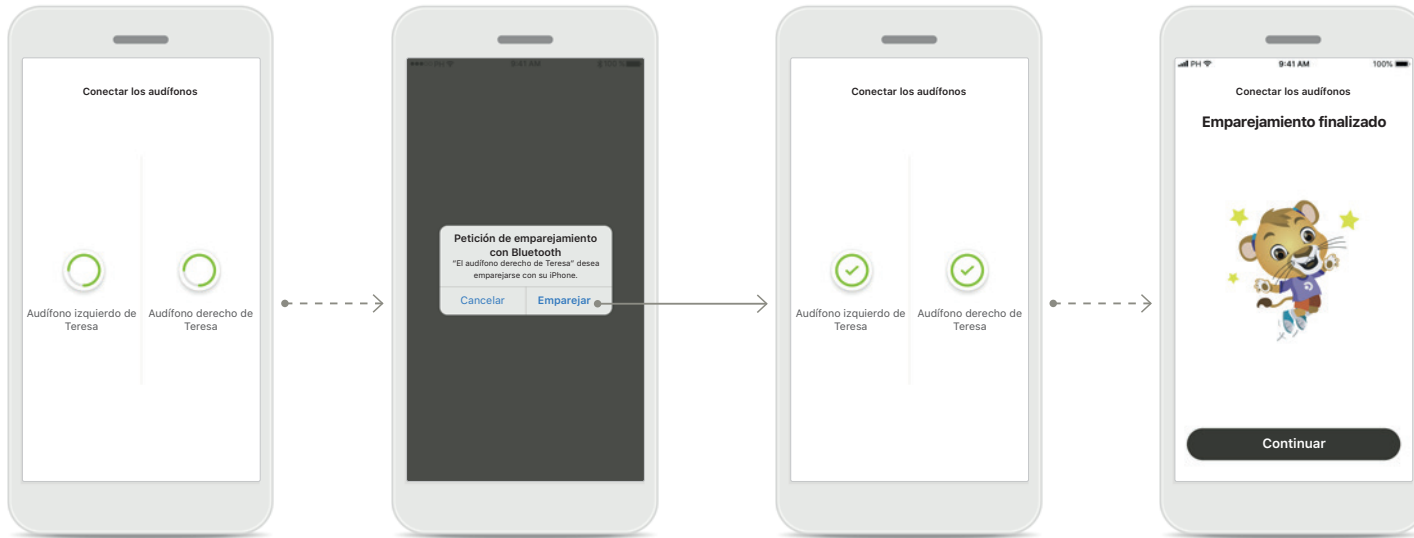 Conectar los audífonos
Audífono izquierdo de
Teresa
Audífono derecho de
Teresa
9:41 AM
Petición de emparejamiento
con Bluetooth
“El audífono derecho de Teresa” desea
emparejarse con su iPhone.
Cancelar
Emparejar
Conectar los audífonos
Audífono izquierdo de
Teresa
Audífono derecho de
Teresa
PH 9:41 AM 100%
Conectar los audífonos
Emparejamiento finalizado
Continuar